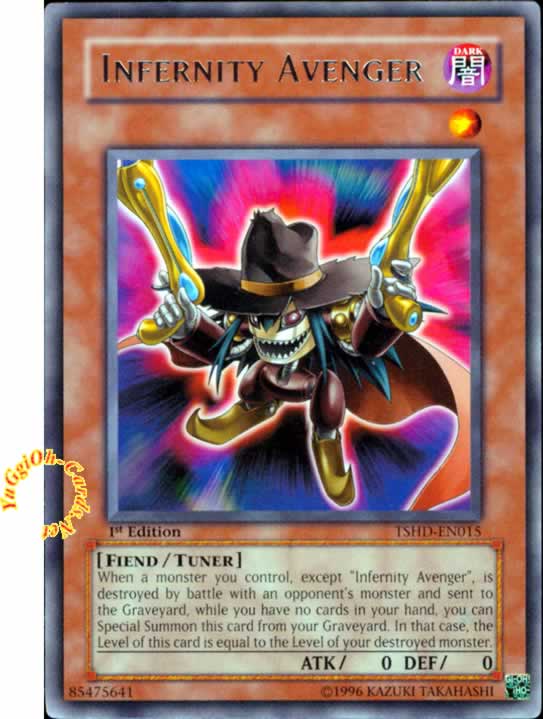 INFERNITY AVENGER
DARK
闇
1st Edition
TSHD-EN015
[FIEND / TUNER]
When a monster you control, except "Infernity Avenger", is
destroyed by battle with an opponent's monster and sent to
the Graveyard, while you have no cards in your hand, you can
Special Summon this card from your Graveyard. In that case, the
Level of this card is equal to the Level of your destroyed monster.
ATK / 0 DEF / 0
85475641
©1996 KAZUKI TAKAHASHI
YuGgiOh-Cards.Net